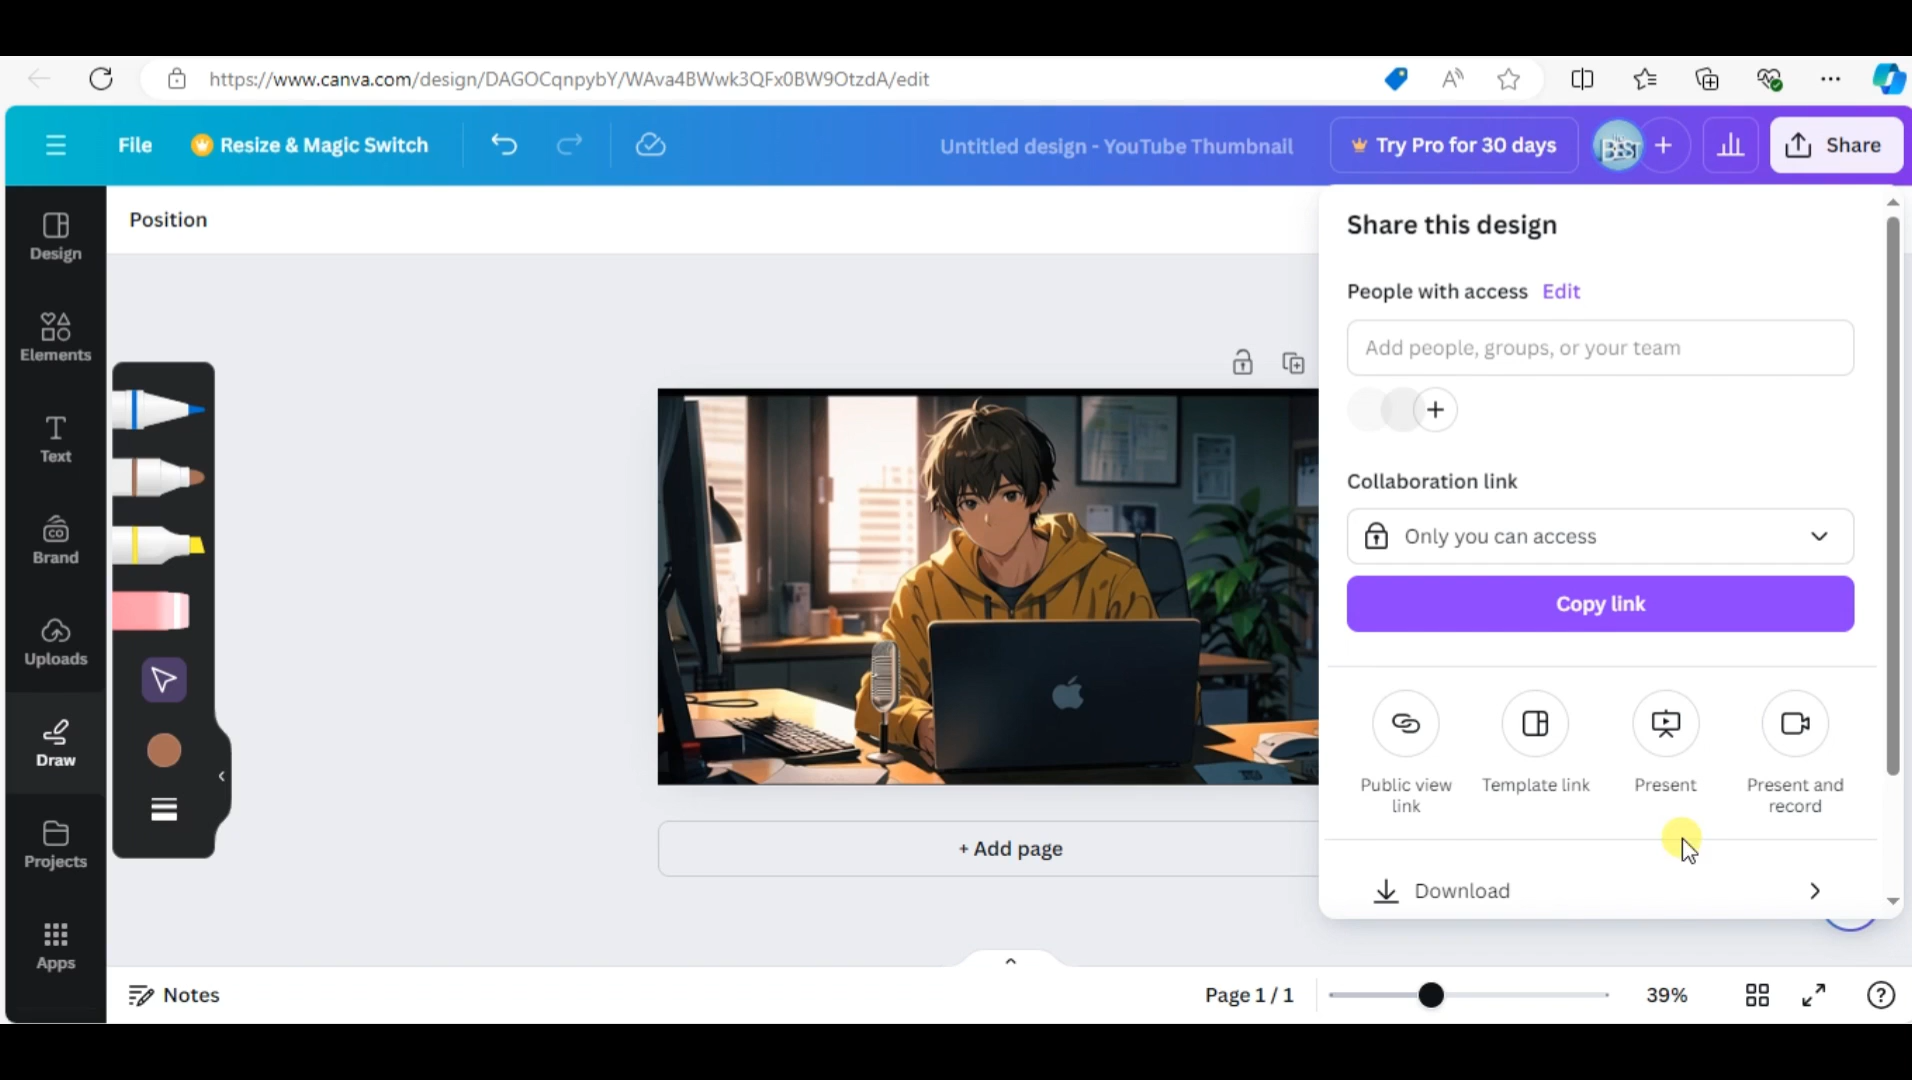 https://www.canva.com/design/DAGOCqnpybY/WAva4BWwk3QFx0BW9OtzdA/edit
File
Resize & Magic Switch
Untitled design - YouTube Thumbnail
Try Pro for 30 days
BEST
Share
Design
Elements
Text
Brand
Uploads
Draw
Projects
Apps
Position
Share this design
People with access Edit
Add people, groups, or your team
Collaboration link
Only you can access
Copy link
Public view
link
Template link
Present
Present and
record
Download
+ Add page
Notes
Page 1 / 1
39%